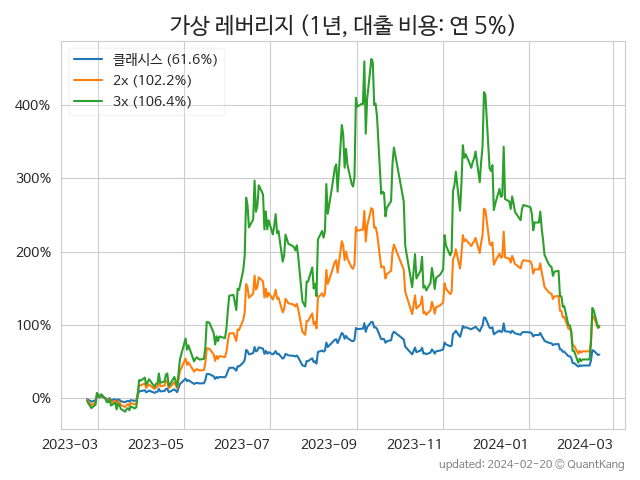 가상 레버리지 (1년, 대출 비용: 연 5%)
클래시스 (61.6%)
2x (102.2%)
3x (106.4%)
400%
300%
200%
100%
0%
2023-03 2023-05 2023-07 2023-09 2023-11 2024-01 2024-03
updated: 2024-02-20 © QuantKang